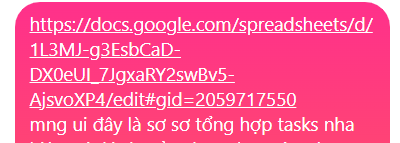 https://docs.google.com/spreadsheets/d/
1L3MJ-g3EsbCaD-
DX0eUI_7JgxaRY2swBv5-
AjsvoXP4/edit#gid=2059717550
mng ui đây là sơ sơ tổng hợp tasks nha